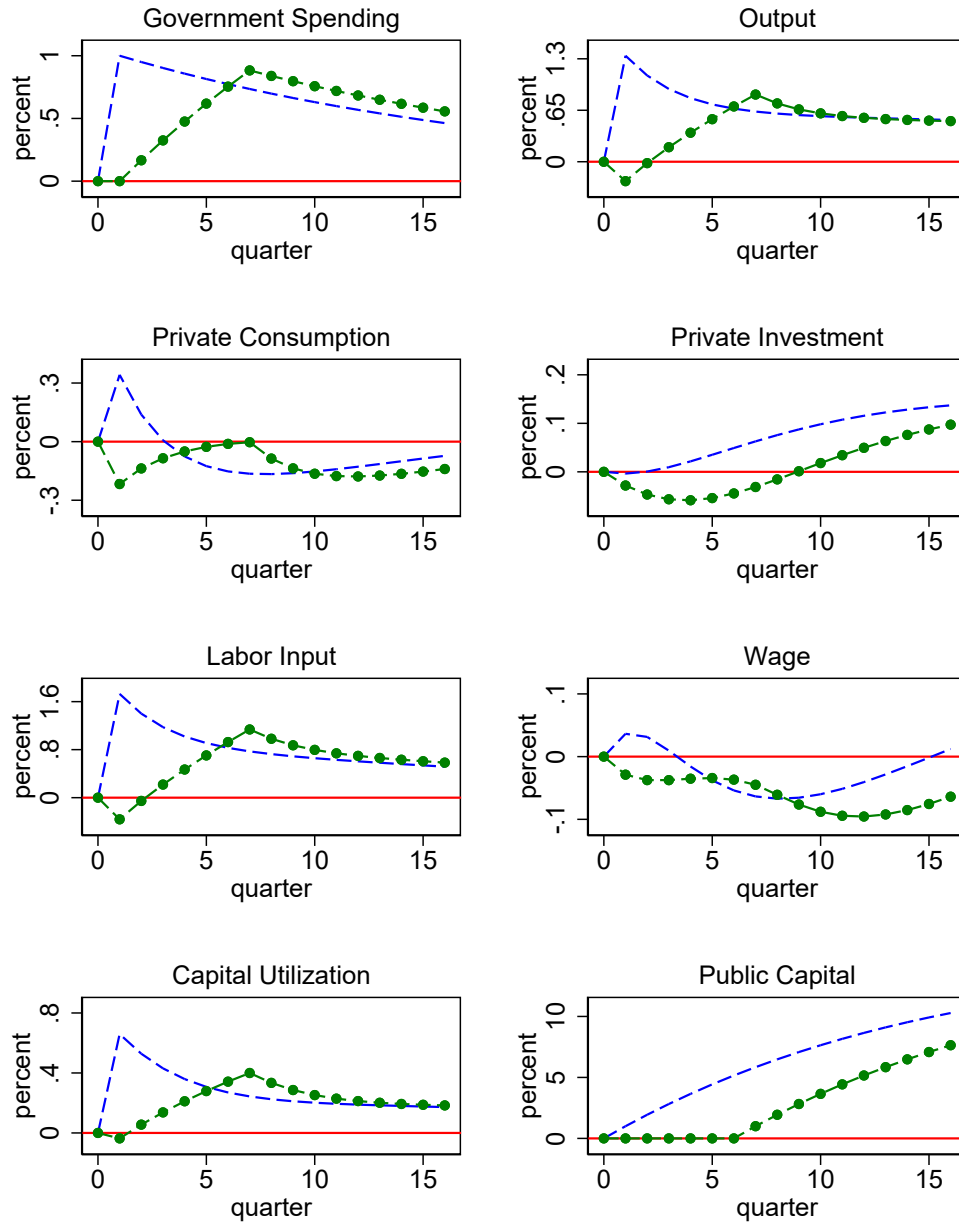 Government Spending
percent
0
.5
1
0
5
10
15
quarter
Output
percent
0
.65
1.3
0
5
10
15
quarter
Private Consumption
percent
-.3
0
.3
0
5
10
15
quarter
Private Investment
percent
0
.1
.2
0
5
10
15
quarter
Labor Input
percent
0
.8
1.6
0
5
10
15
quarter
Wage
percent
-.1
0
.1
0
5
10
15
quarter
Capital Utilization
percent
0
.4
.8
0
5
10
15
quarter
Public Capital
percent
0
5
10
0
5
10
15
quarter